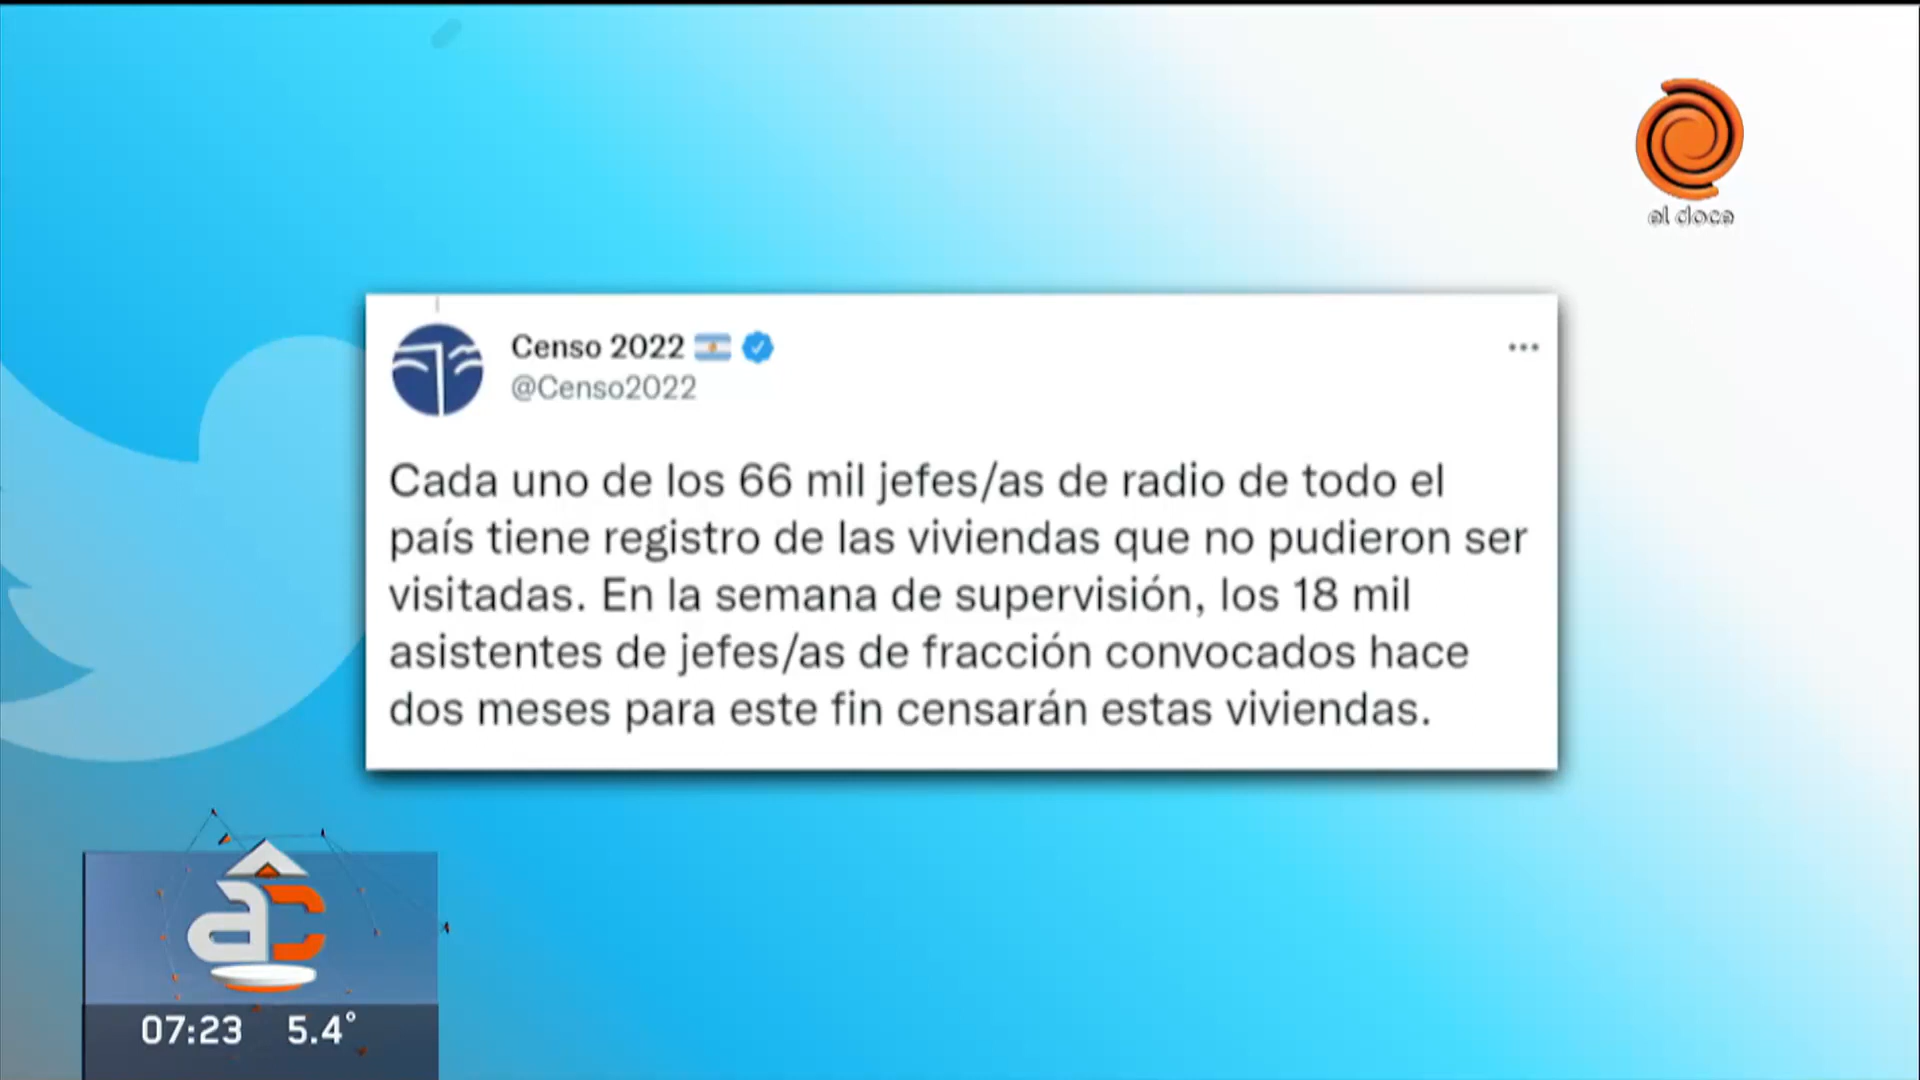 el doce
Censo 2022
@Censo2022
Cada uno de los 66 mil jefes/as de radio de todo el
país tiene registro de las viviendas que no pudieron ser
visitadas. En la semana de supervisión, los 18 mil
asistentes de jefes/as de fracción convocados hace
dos meses para este fin censarán estas viviendas.
ac
07:23 5.4°